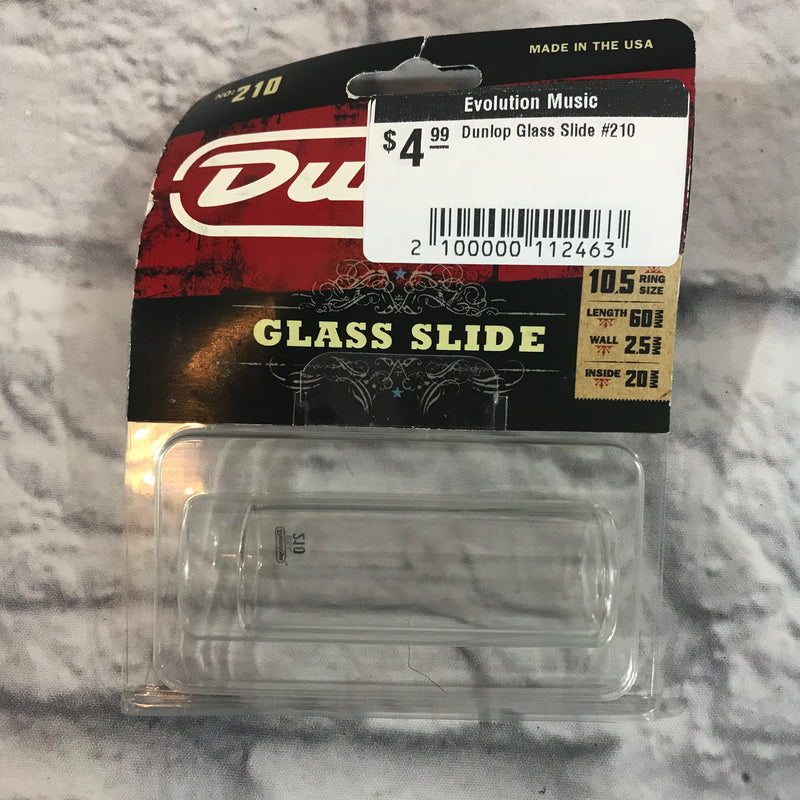 MADE IN THE USA
NO: 210
Evolution Music
$4.99 Dunlop Glass Slide #210
2 100000 112463
Du
10.5 RING SIZE
LENGTH 60 MM
WALL 2.5 MM
INSIDE 20 MM
GLASS SLIDE
210